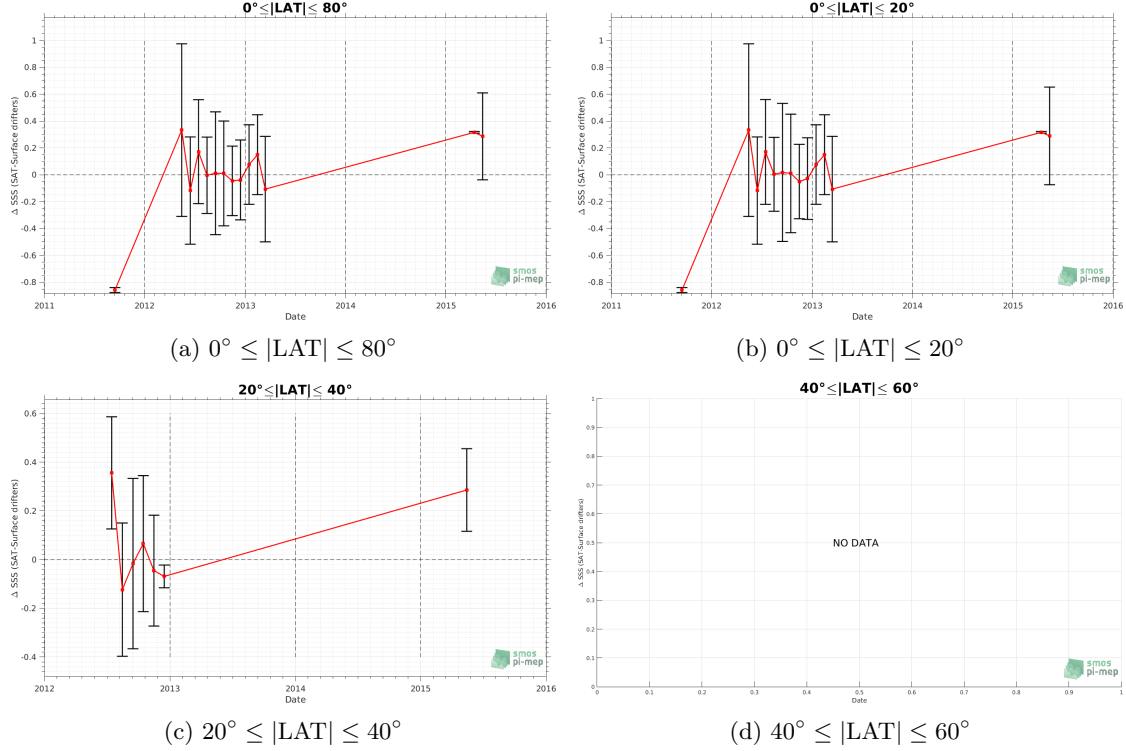 0°≤|LAT|≤ 80°
Δ SSS (SAT-Surface drifters)
1
0.8
0.6
0.4
0.2
0
-0.2
-0.4
-0.6
-0.8
2011 2012 2013 2014 2015 2016
Date
smos
pi-mep
(a) 0° ≤ |LAT| ≤ 80°
0°≤|LAT|≤ 20°
Δ SSS (SAT-Surface drifters)
1
0.8
0.6
0.4
0.2
0
-0.2
-0.4
-0.6
-0.8
2011 2012 2013 2014 2015 2016
Date
smos
pi-mep
(b) 0° ≤ |LAT| ≤ 20°
20°≤|LAT|≤ 40°
Δ SSS (SAT-Surface drifters)
0.6
0.4
0.2
0
-0.2
-0.4
2012 2013 2014 2015 2016
Date
smos
pi-mep
(c) 20° ≤ |LAT| ≤ 40°
40°≤|LAT|≤ 60°
Δ SSS (SAT-Surface drifters)
1
0.9
0.8
0.7
0.6
0.5
0.4
0.3
0.2
0.1
0
NO DATA
0 0.1 0.2 0.3 0.4 0.5 0.6 0.7 0.8 0.9 1
Date
smos
pi-mep
(d) 40° ≤ |LAT| ≤ 60°